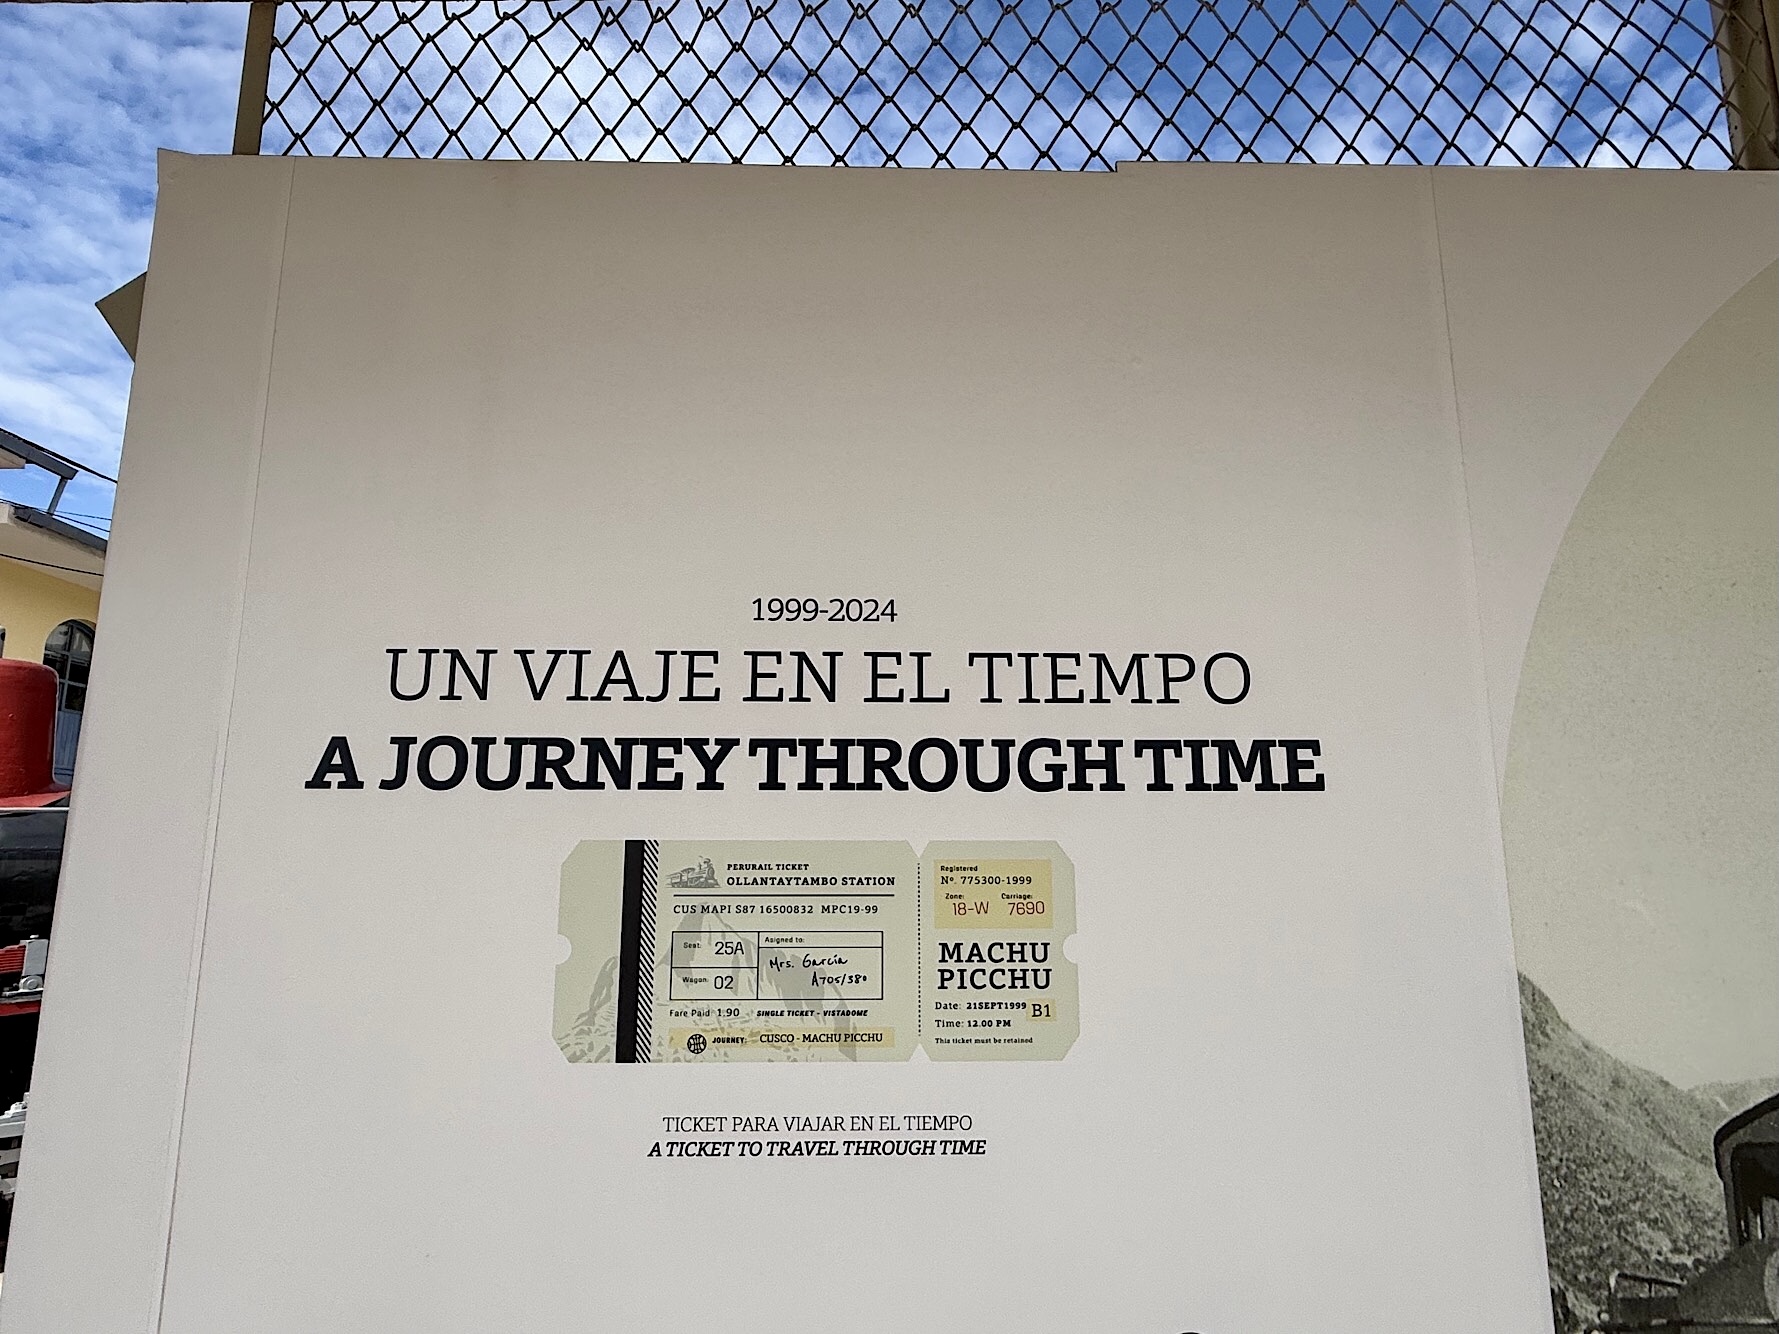 1999-2024
UN VIAJE EN EL TIEMPO
A JOURNEY THROUGH TIME
PERURAIL TICKET
OLLANTAYTAMBO STATION
CUS MAPI S87 16500832 MPC19-99
Seat: 25A
Asigned to:
Mrs. García
A705/380
Wagon: 02
Fare Paid 1.90 SINGLE TICKET - VISTADOME
JOURNEY: CUSCO - MACHU PICCHU
Registered
Nº. 775300-1999
Zone: Carriage:
18-W 7690
MACHU
PICCHU
Date: 21SEPT1999 B1
Time: 12.00 PM
This ticket must be retained
TICKET PARA VIAJAR EN EL TIEMPO
A TICKET TO TRAVEL THROUGH TIME